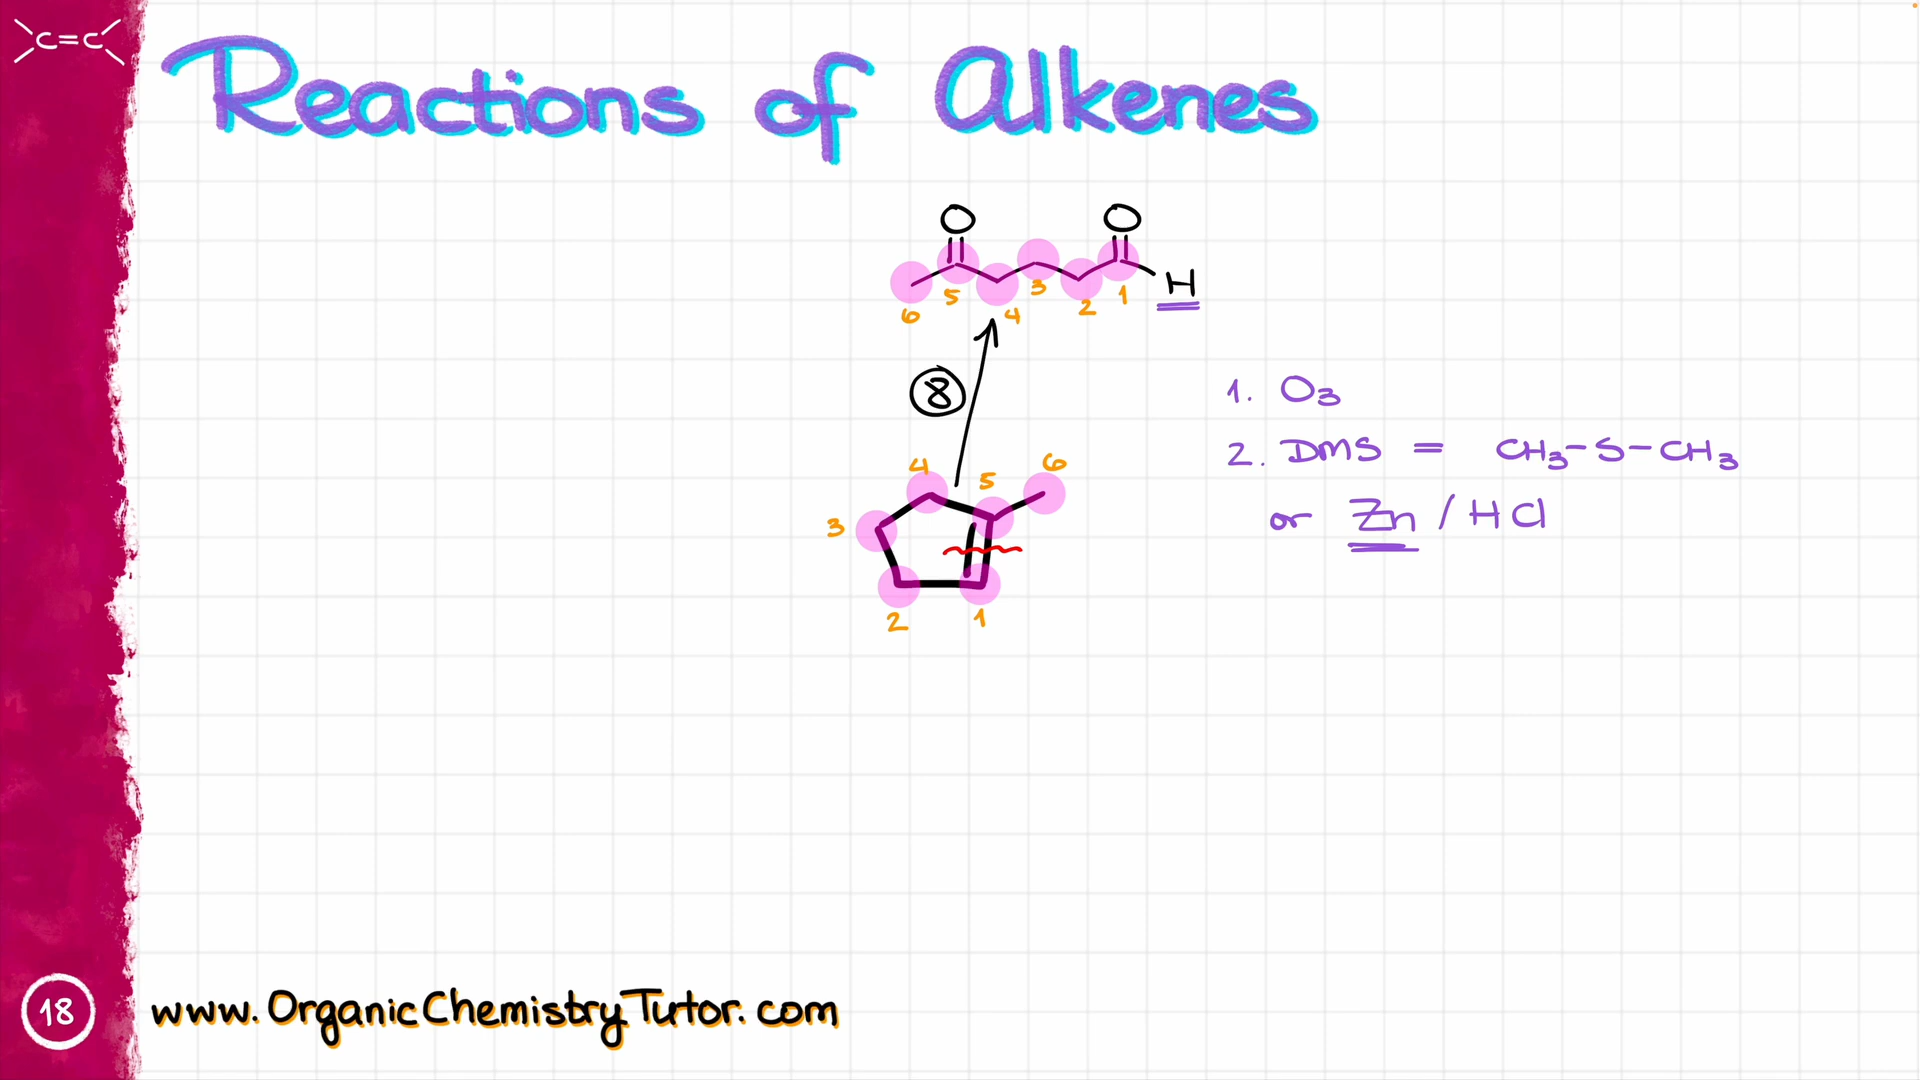 C=C
Reactions of Alkenes
O O
H
6 5 4 3 2 1
8
4 5 6
3
2 1
1. O3
2. DMS = CH3-S-CH3
or Zn / HCl
18
www.OrganicChemistryTutor.com